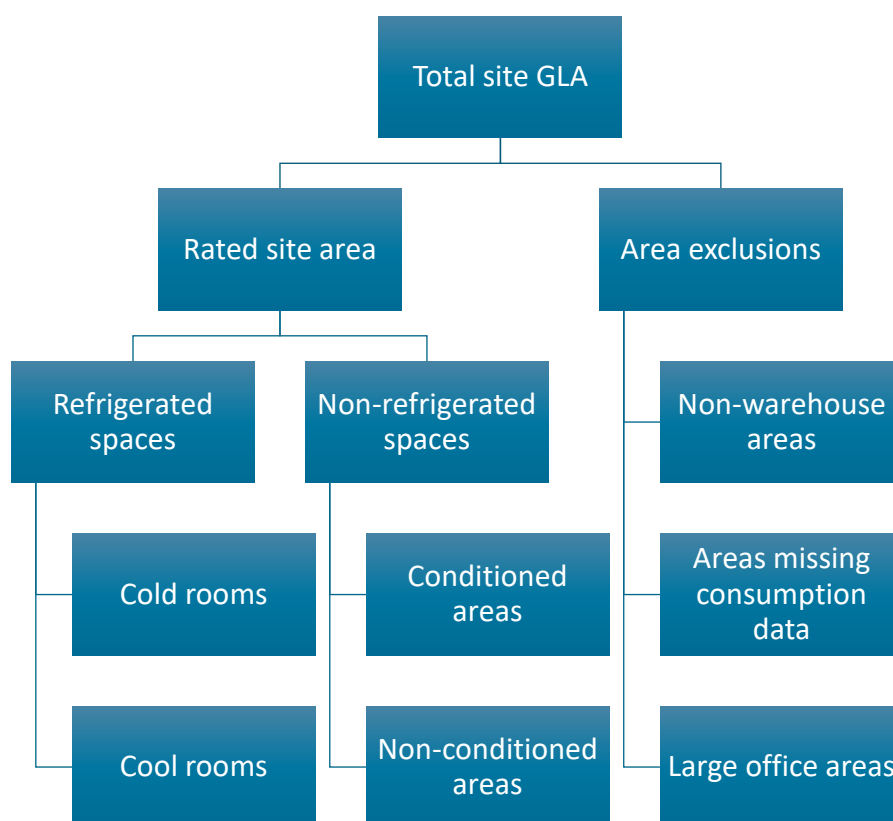 Total site GLA
Rated site area
Area exclusions
Refrigerated
spaces
Non-refrigerated
spaces
Non-warehouse
areas
Cold rooms
Conditioned
areas
Areas missing
consumption
data
Cool rooms
Non-conditioned
areas
Large office areas